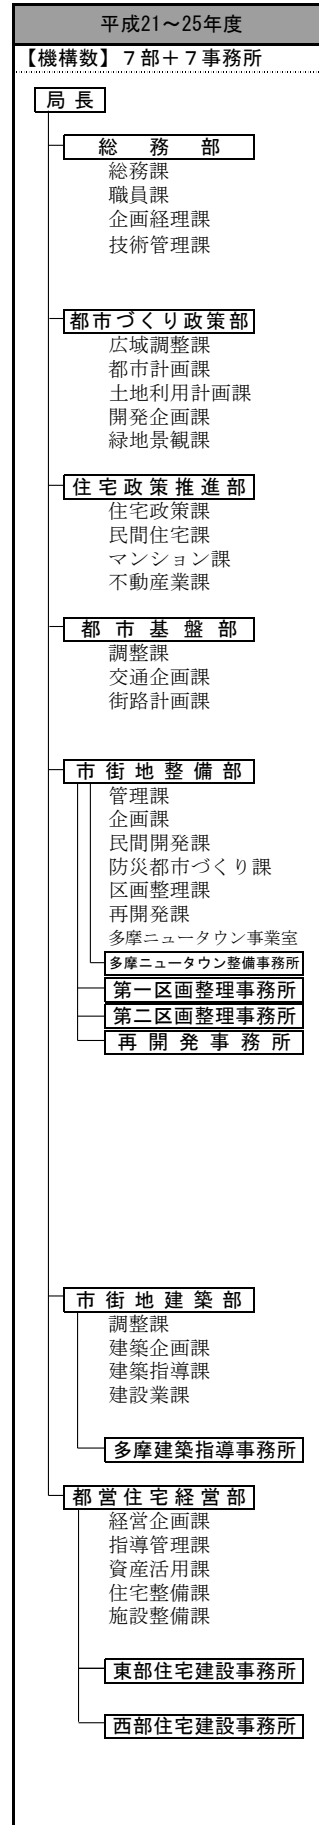 平成21～25年度
【機構数】７部＋７事務所
局長
総務部
総務課
職員課
企画経理課
技術管理課
都市づくり政策部
広域調整課
都市計画課
土地利用計画課
開発企画課
緑地景観課
住宅政策推進部
住宅政策課
民間住宅課
マンション課
不動産業課
都市基盤部
調整課
交通企画課
街路計画課
市街地整備部
管理課
企画課
民間開発課
防災都市づくり課
区画整理課
再開発課
多摩ニュータウン事業室
多摩ニュータウン整備事務所
第一区画整理事務所
第二区画整理事務所
再開発事務所
市街地建築部
調整課
建築企画課
建築指導課
建設業課
多摩建築指導事務所
都営住宅経営部
経営企画課
指導管理課
資産活用課
住宅整備課
施設整備課
東部住宅建設事務所
西部住宅建設事務所